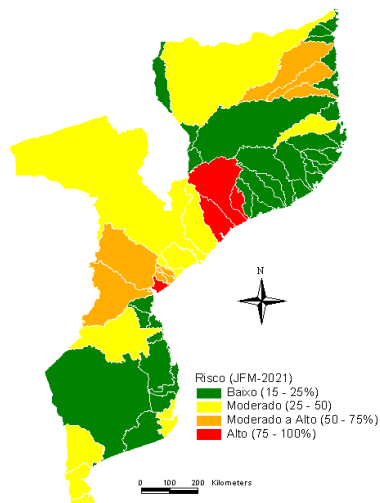 N
Risco (JFM-2021)
Baixo (15 - 25%)
Moderado (25 - 50)
Moderado a Alto (50 - 75%)
Alto (75 - 100%)
0 100 200 Kilometers